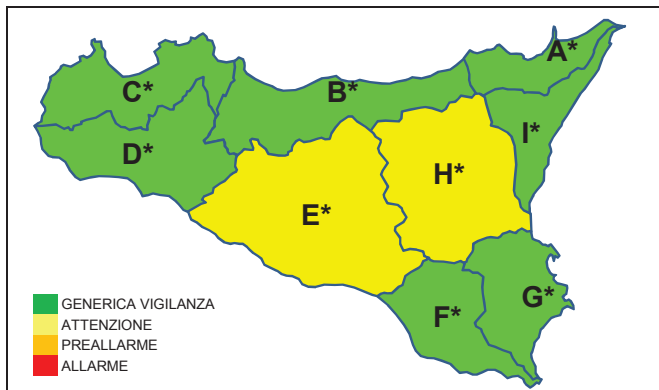 A*
C*
B*
I*
D*
H*
E*
G*
F*
GENERICA VIGILANZA
ATTENZIONE
PREALLARME
ALLARME